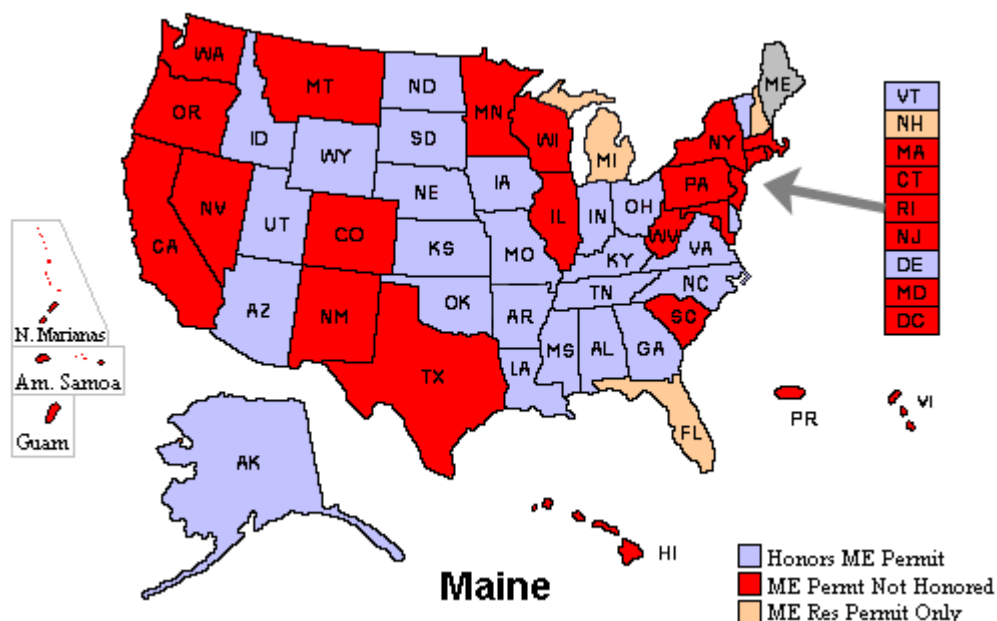 WA
MT
ND
MN
ME
OR
ID
WY
SD
WI
MI
NY
VT
NH
MA
CT
RI
NJ
DE
MD
DC
NV
UT
CO
NE
IA
IL
IN
OH
PA
WV
VA
CA
KS
MO
KY
NC
TN
AZ
NM
OK
AR
SC
TX
LA
MS
AL
GA
FL
N. Marianas
Am. Samoa
Guam
AK
HI
PR
VI
Maine
Honors ME Permit
ME Permt Not Honored
ME Res Permit Only